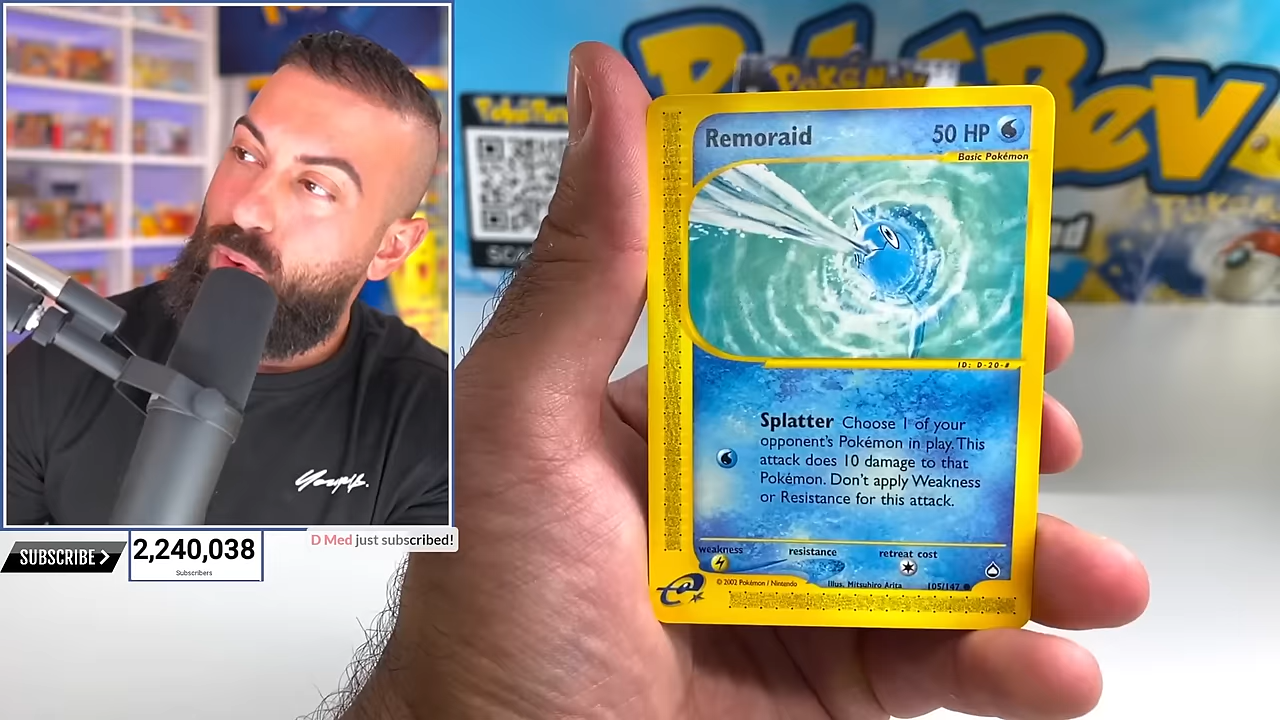 Pokémon
PokéBev
Remoraid
50 HP
Basic Pokémon
ID: D-20-#
Splatter Choose 1 of your
opponent's Pokémon in play. This
attack does 10 damage to that
Pokémon. Don't apply Weakness
or Resistance for this attack.
weakness
resistance
retreat cost
© 2002 Pokémon / Nintendo
Illus. Mitsuhiro Arita
105/147
SUBSCRIBE
2,240,038
Subscribers
D Med just subscribed!